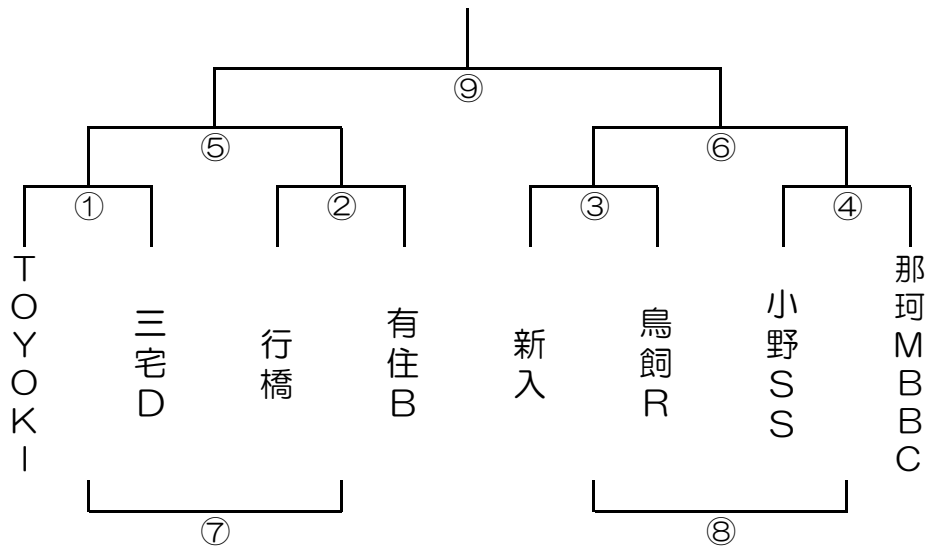 ⑨
⑤
⑥
①
②
③
④
TOYOKI
三宅D
行橋
有住B
新入
鳥飼R
小野SS
那珂MBBC
⑦
⑧